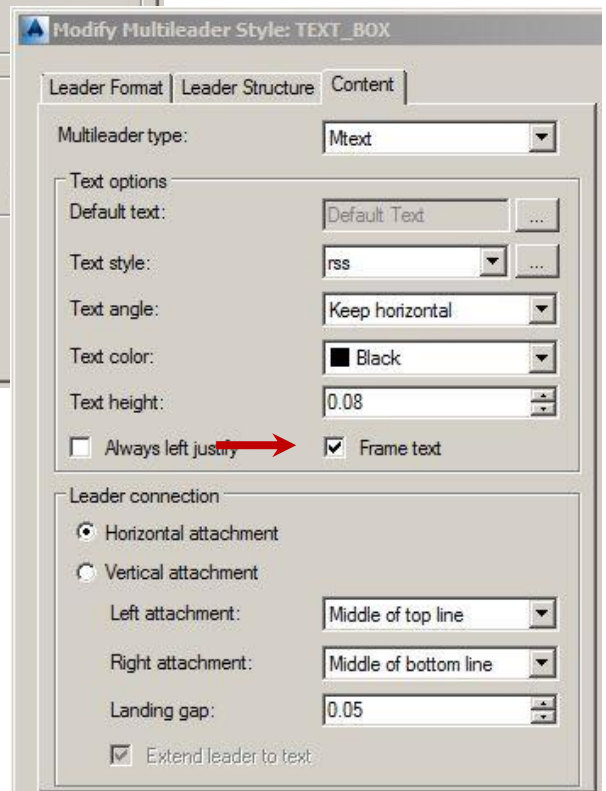 Modify Multileader Style: TEXT_BOX
Leader Format Leader Structure Content
Multileader type: Mtext
Text options
Default text: Default Text ...
Text style: rss ...
Text angle: Keep horizontal
Text color: Black
Text height: 0.08
Always left justify Frame text
Leader connection
Horizontal attachment
Vertical attachment
Left attachment: Middle of top line
Right attachment: Middle of bottom line
Landing gap: 0.05
Extend leader to text